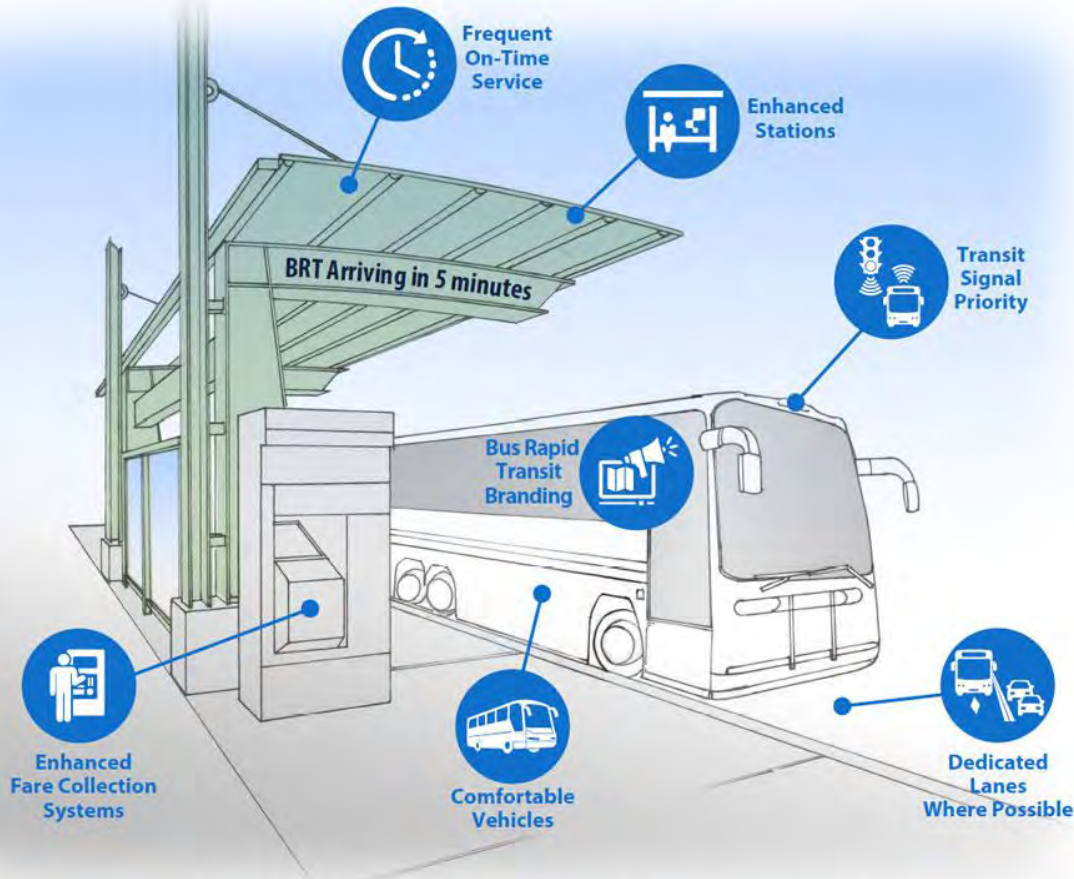 Frequent
On-Time
Service
Enhanced
Stations
Transit
Signal
Priority
BRT Arriving in 5 minutes
Bus Rapid
Transit
Branding
Enhanced
Fare Collection
Systems
Comfortable
Vehicles
Dedicated
Lanes
Where Possible